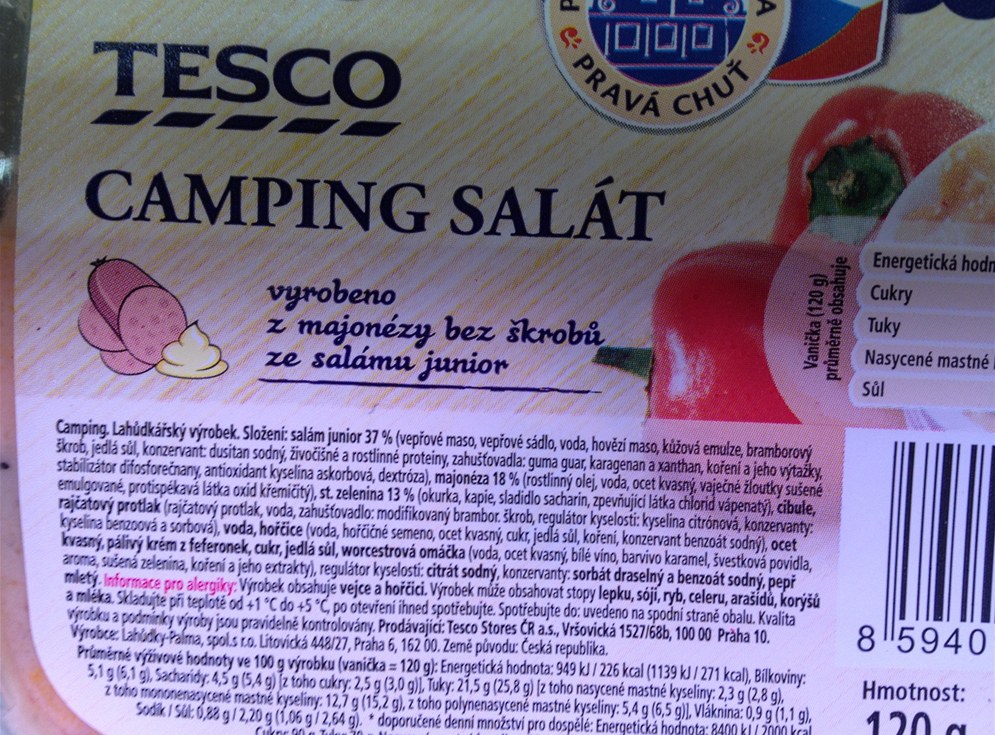 PRAVÁ CHUŤ
TESCO
CAMPING SALÁT
vyrobeno
z majonézy bez škrobů
ze salámu junior
Vanička (120 g)
průměrné obsahuje
Energetická hodn
Cukry
Tuky
Nasycené mastné
Sůl
Camping. Lahůdkářský výrobek. Složení: salám junior 37 % (vepřové maso, vepřové sádlo, voda, hovězí maso, kůžová emulze, bramborový
škrob, jedlá sůl, konzervant: dusitan sodný, živočišné a rostlinné proteiny, zahušťovadla: guma guar, karagenan a xanthan, koření a jeho výtažky,
stabilizátor difosforečnany, antioxidant kyselina askorbová, dextróza), majonéza 18 % (rostlinný olej, voda, ocet kvasný, vaječné žloutky sušené
emulgované, protispékavá látka oxid křemičitý), st. zelenina 13 % (okurka, kapie, sladidlo sacharin, zpevňující látka chlorid vápenatý), cibule,
rajčatový protlak (rajčatový protlak, voda, zahušťovadlo: modifikovaný brambor. škrob, regulátor kyselosti: kyselina citrónová, konzervanty:
kyselina benzoová a sorbová), voda, hořčice (voda, hořčičné semeno, ocet kvasný, cukr, jedlá sůl, koření, konzervant benzoát sodný), ocet
kvasný, pálivý krém z feferonek, cukr, jedlá sůl, worcestrová omáčka (voda, ocet kvasný, bílé víno, barvivo karamel, švestková povidla,
aroma, sušená zelenina, koření a jeho extrakty), regulátor kyselosti: citrát sodný, konzervanty: sorbát draselný a benzoát sodný, pepř
mletý. Informace pro alergiky: Výrobek obsahuje vejce a hořčici. Výrobek může obsahovat stopy lepku, sóji, ryb, celeru, arašídů, korýšů
a mléka. Skladujte při teplotě od +1 °C do +5 °C, po otevření ihned spotřebujte. Spotřebujte do: uvedeno na spodní straně obalu. Kvalita
výrobku a podmínky výroby jsou pravidelně kontrolovány. Prodávající: Tesco Stores ČR a.s., Vršovická 1527/68b, 100 00 Praha 10.
Výrobce: Lahůdky-Palma, spol.s r.o. Litovická 448/27, Praha 6, 162 00. Země původu: Česká republika.
Průměrné výživové hodnoty ve 100 g výrobku (vanička = 120 g): Energetická hodnota: 949 kJ / 226 kcal (1139 kJ / 271 kcal), Bílkoviny:
5,1 g (6,1 g), Sacharidy: 4,5 g (5,4 g) [z toho cukry: 2,5 g (3,0 g)], Tuky: 21,5 g (25,8 g) [z toho nasycené mastné kyseliny: 2,3 g (2,8 g),
z toho mononenasycené mastné kyseliny: 12,7 g (15,2 g), z toho polynenasycené mastné kyseliny: 5,4 g (6,5 g)], Vláknina: 0,9 g (1,1 g),
Sodík / Sůl: 0,88 g / 2,20 g (1,06 g / 2,64 g). * doporučené denní množství pro dospělé: Energetická hodnota: 8400 kJ / 2000 kcal
8 5940
Hmotnost:
120 g